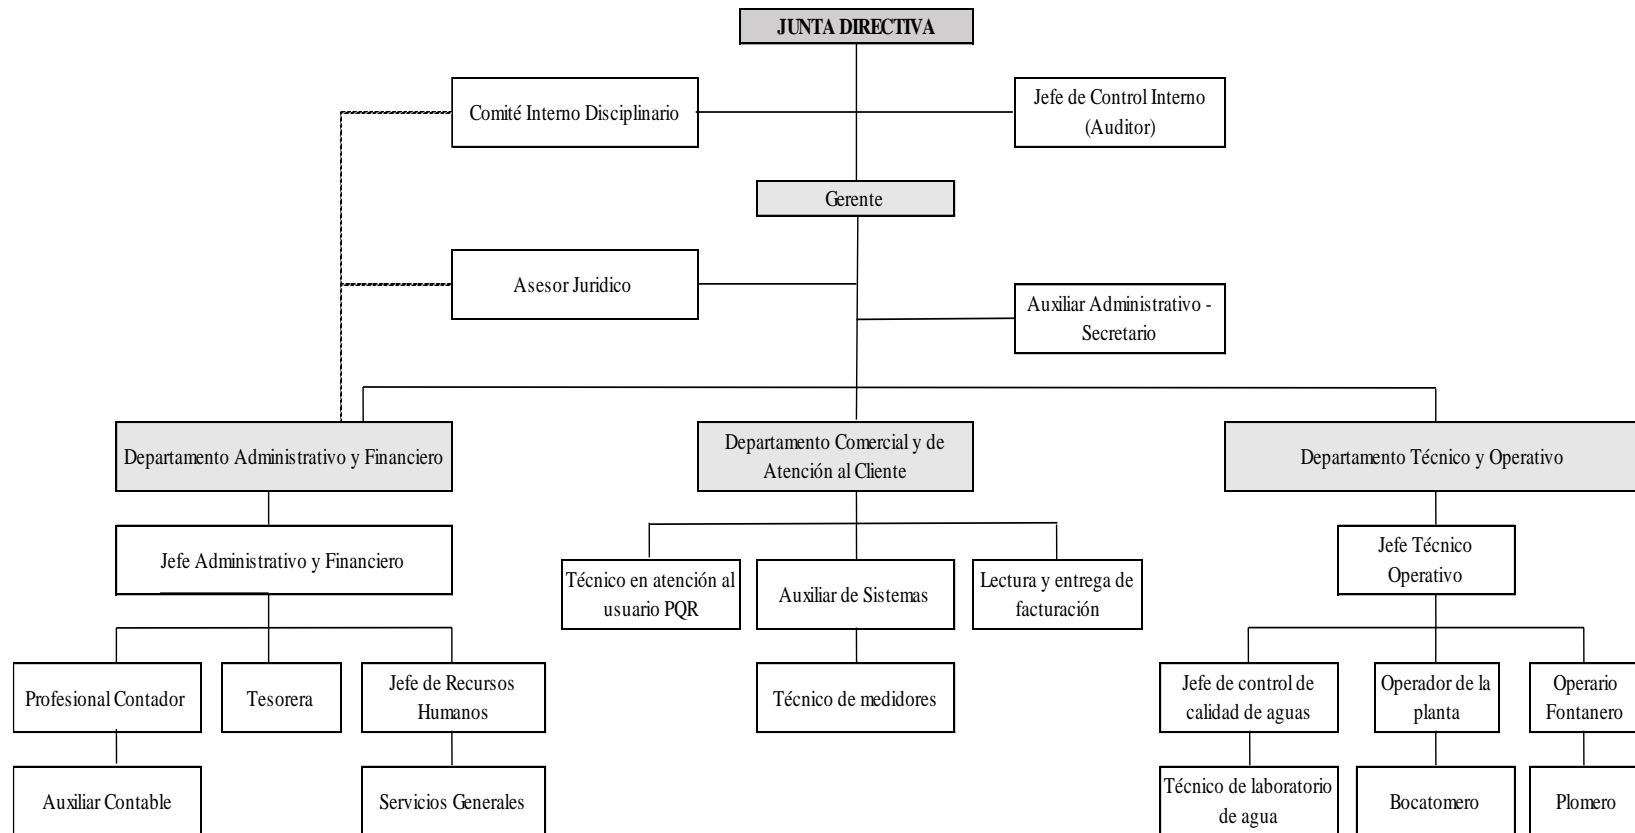 JUNTA DIRECTIVA
Comité Interno Disciplinario
Jefe de Control Interno
(Auditor)
Gerente
Asesor Juridico
Auxiliar Administrativo -
Secretario
Departamento Administrativo y Financiero
Departamento Comercial y de
Atención al Cliente
Departamento Técnico y Operativo
Jefe Administrativo y Financiero
Técnico en atención al
usuario PQR
Auxiliar de Sistemas
Lectura y entrega de
facturación
Jefe Técnico
Operativo
Profesional Contador
Tesorera
Jefe de Recursos
Humanos
Técnico de medidores
Jefe de control de
calidad de aguas
Operador de la
planta
Operario
Fontanero
Auxiliar Contable
Servicios Generales
Técnico de laboratorio
de agua
Bocatomero
Plomero